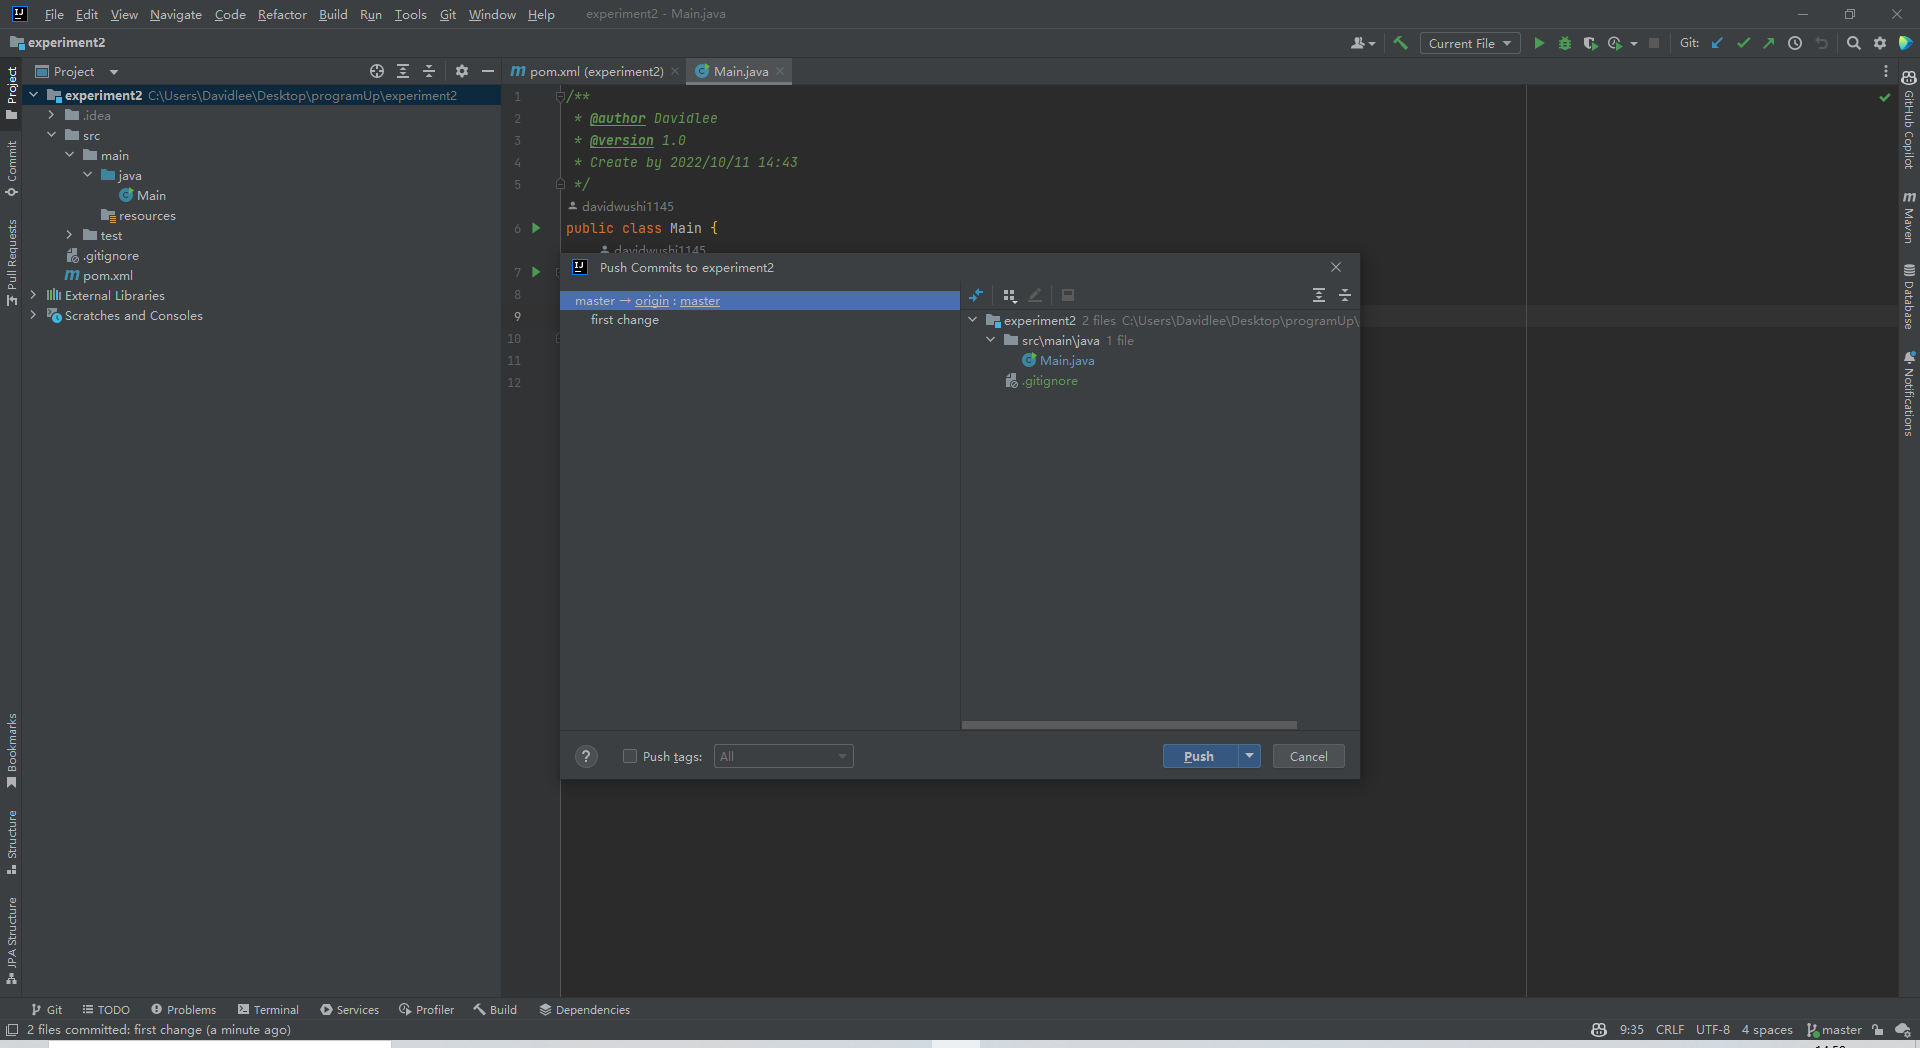 File Edit View Navigate Code Refactor Build Run Tools Git Window Help experiment2 - Main.java
experiment2
Current File
Git:
Project
pom.xml (experiment2)
Main.java
experiment2 C:\Users\Davidlee\Desktop\programUp\experiment2
.idea
src
main
java
Main
resources
test
.gitignore
pom.xml
External Libraries
Scratches and Consoles
Project
Commit
Pull Requests
Bookmarks
Structure
JPA Structure
1 /**
2 * @author Davidlee
3 * @version 1.0
4 * Create by 2022/10/11 14:43
5 */
davidwushi1145
6 public class Main {
davidwushi1145
7
8
9
10
11
12
Push Commits to experiment2
master → origin : master
first change
experiment2 2 files C:\Users\Davidlee\Desktop\programUp\
src\main\java 1 file
Main.java
.gitignore
? Push tags: All
Push
Cancel
GitHub Copilot
Maven
Database
Notifications
Git TODO Problems Terminal Services Profiler Build Dependencies
2 files committed: first change (a minute ago)
9:35 CRLF UTF-8 4 spaces master